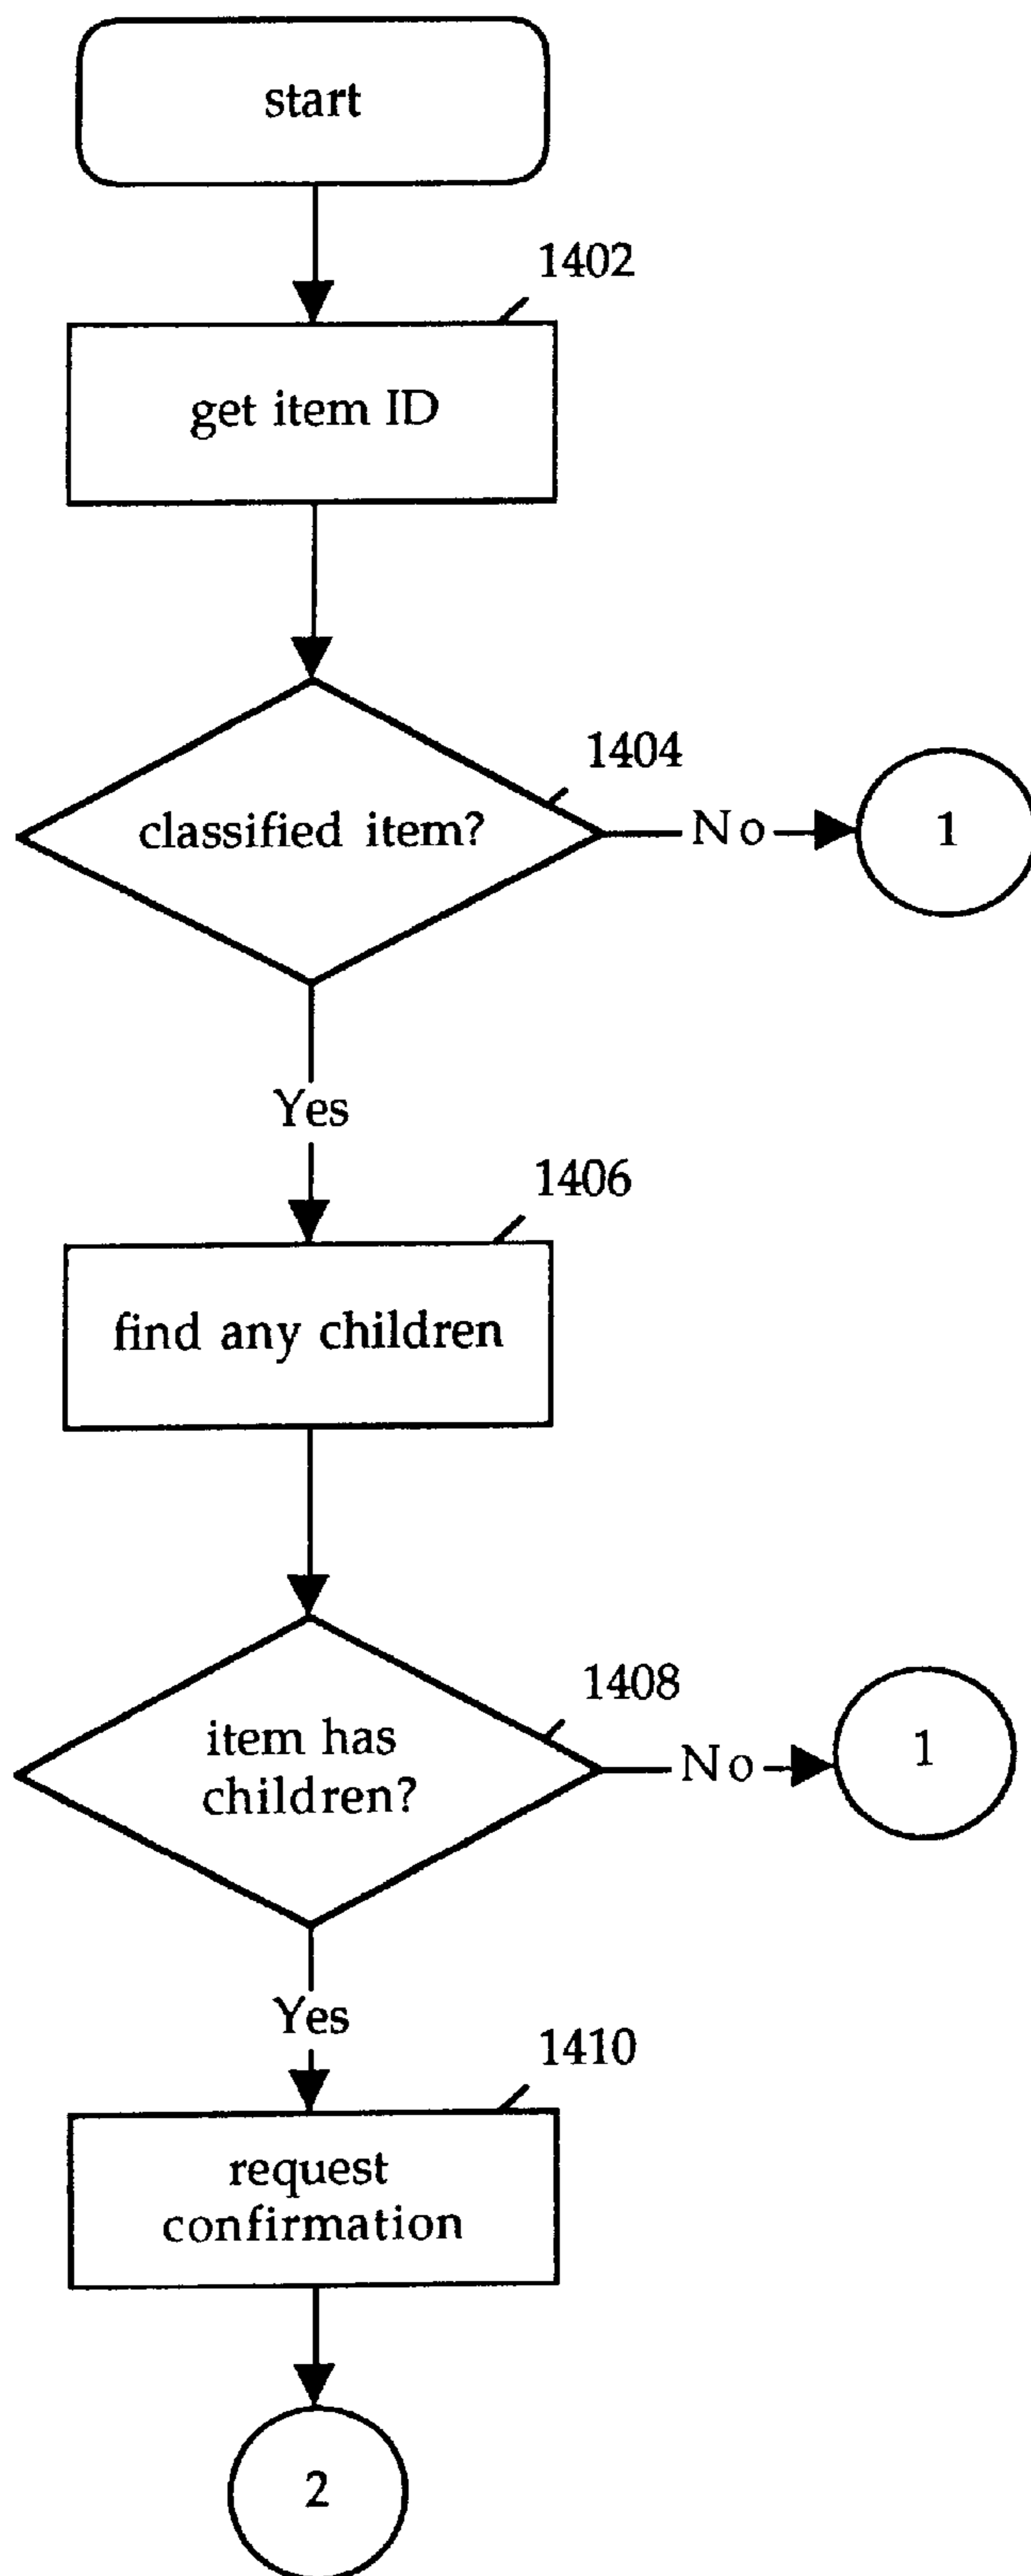 start
1402
get item ID
1404
classified item?
No
1
Yes
1406
find any children
1408
item has
children?
No
1
Yes
1410
request
confirmation
2